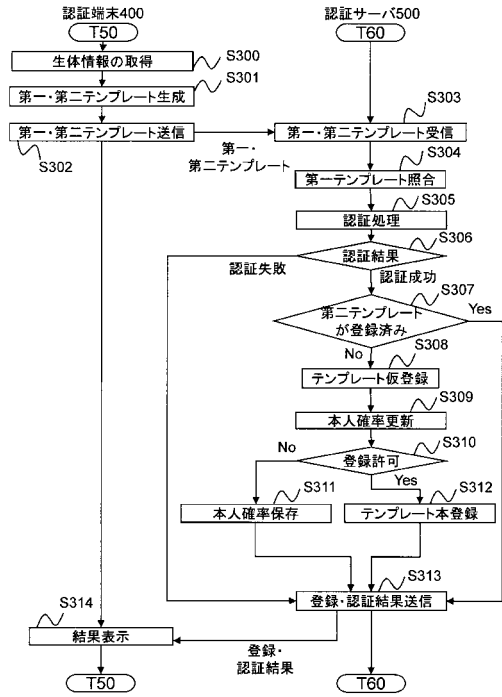 認証端末400
認証サーバ500
T50
T60
生体情報の取得
S300
第一・第二テンプレート生成
S301
第一・第二テンプレート送信
S302
第一・
第二テンプレート
第一・第二テンプレート受信
S303
第一テンプレート照合
S304
認証処理
S305
認証結果
S306
認証失敗
認証成功
第二テンプレート
が登録済み
S307
Yes
No
テンプレート仮登録
S308
本人確率更新
S309
登録許可
S310
No
Yes
本人確率保存
S311
テンプレート本登録
S312
登録・認証結果送信
S313
結果表示
S314
登録・
認証結果
T50
T60